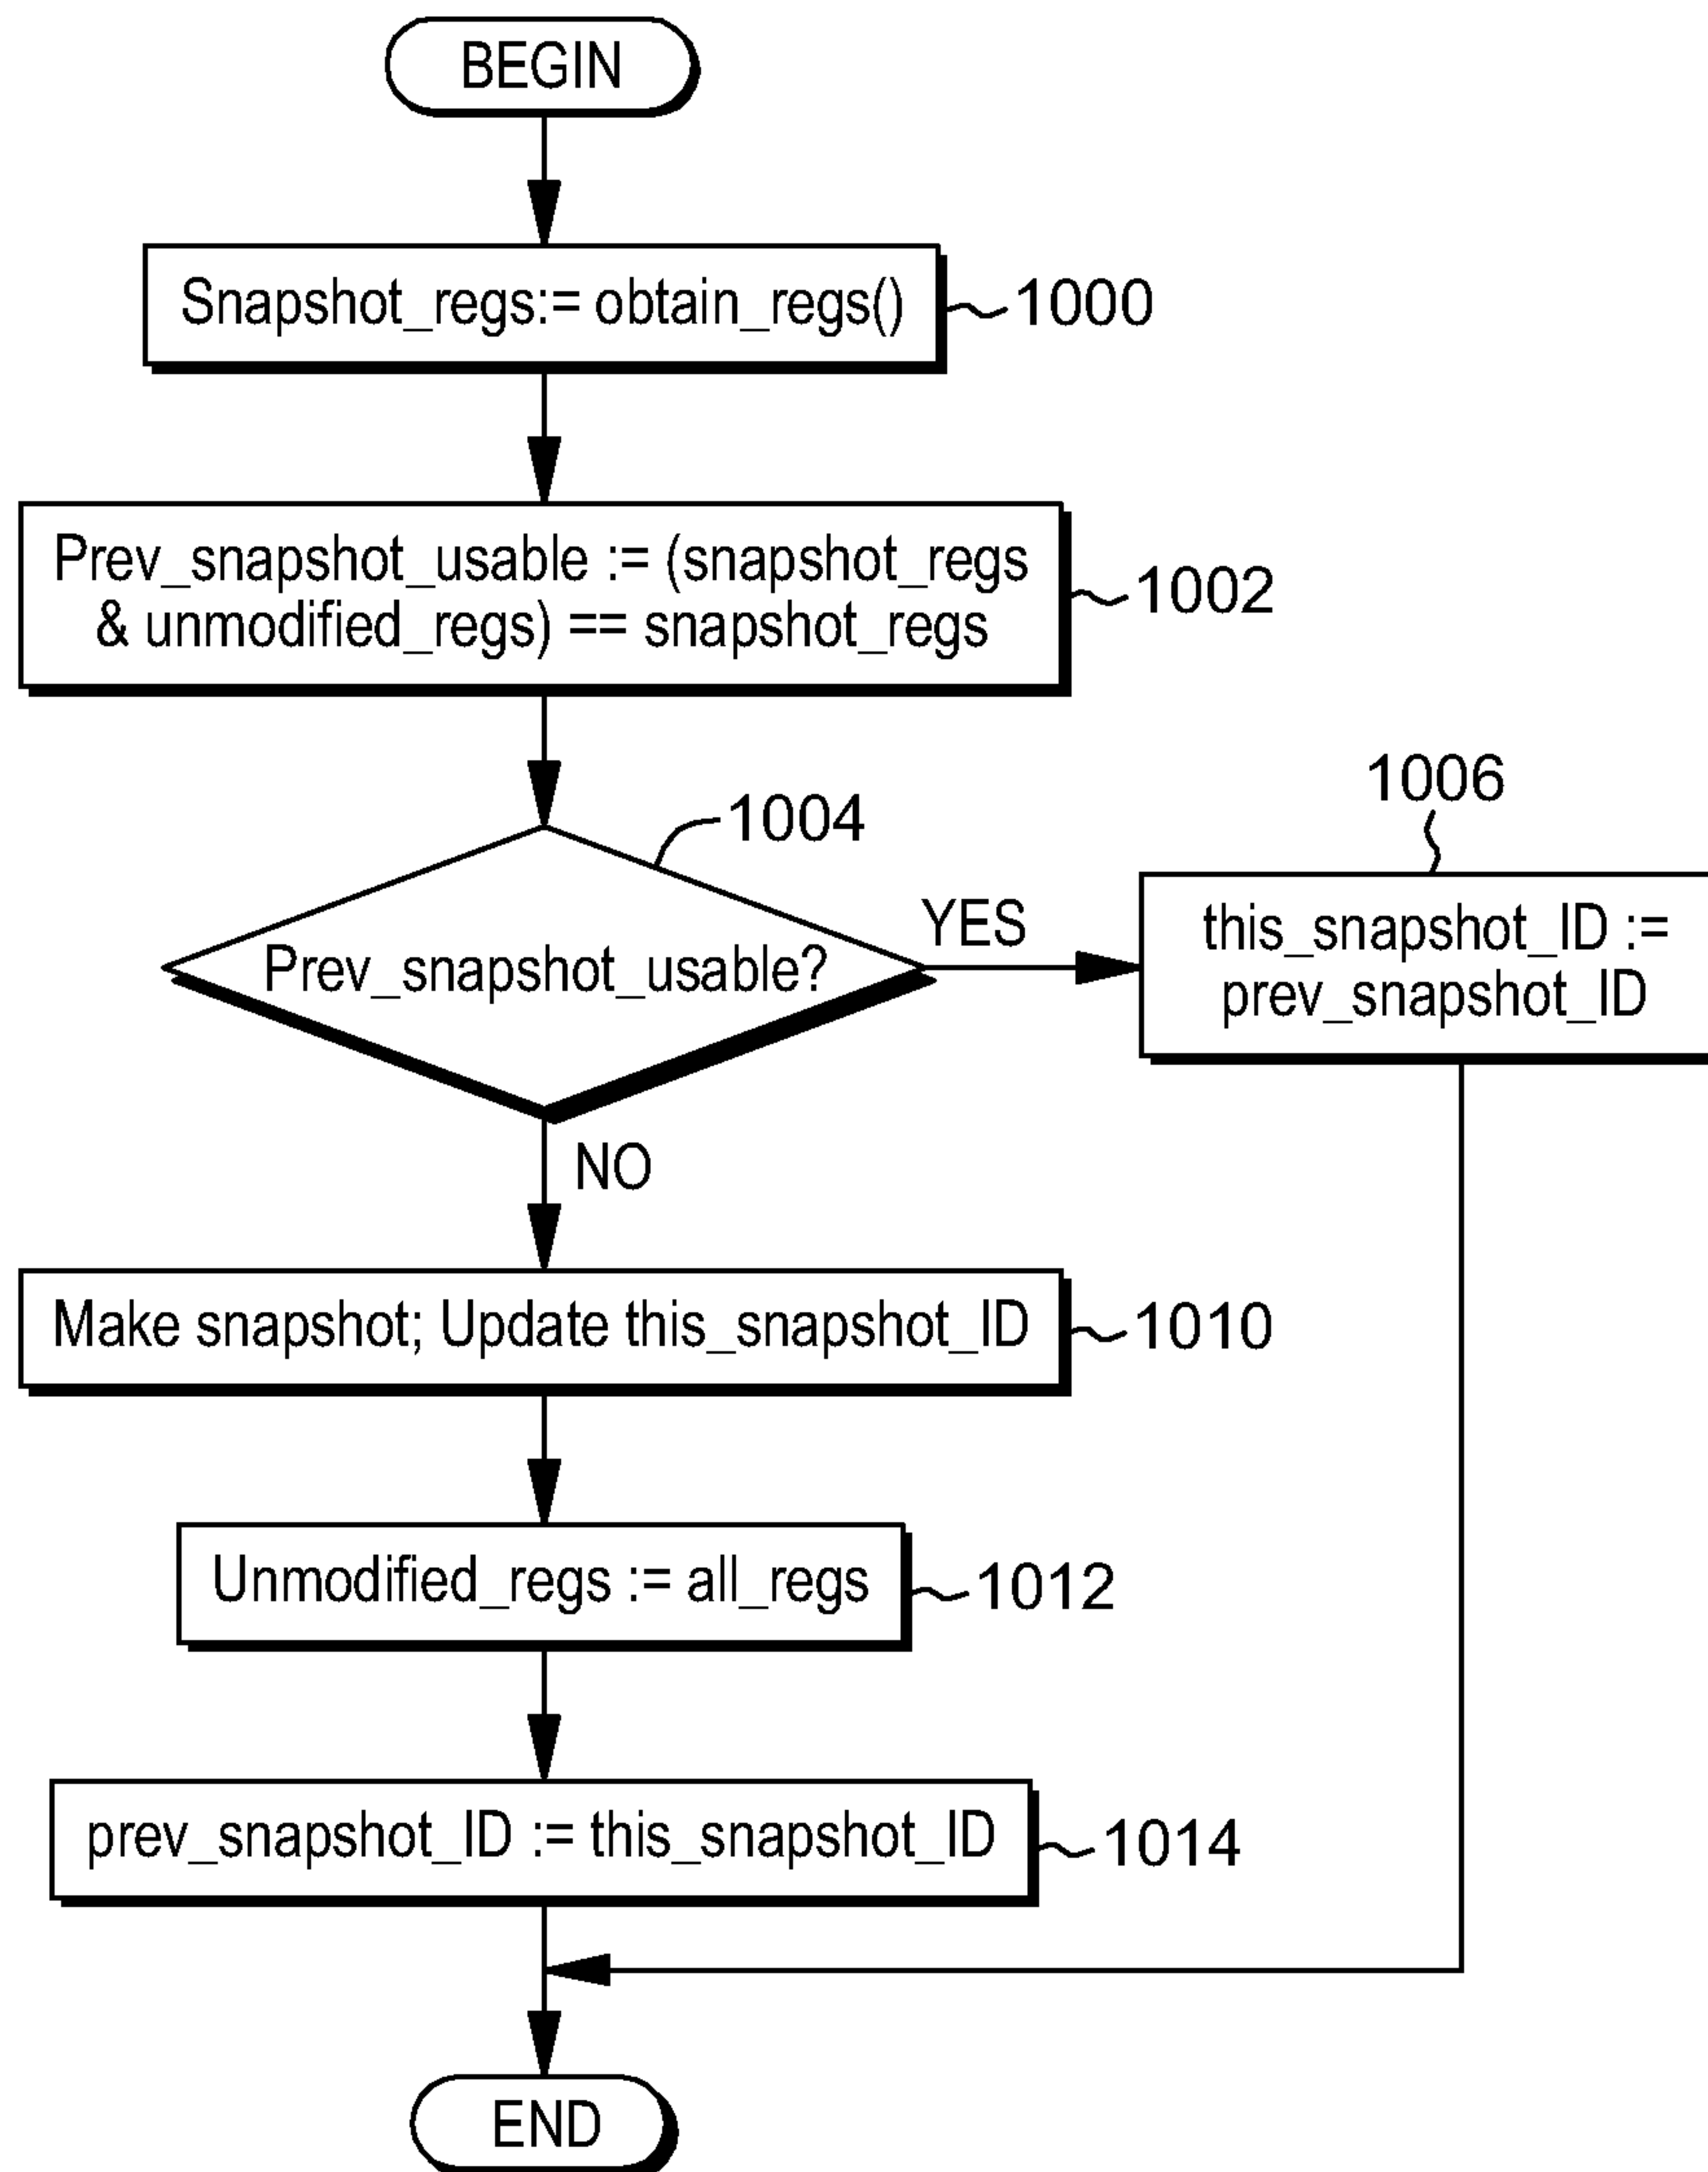 BEGIN
Snapshot_regs:= obtain_regs()
1000
Prev_snapshot_usable := (snapshot_regs
& unmodified_regs) == snapshot_regs
1002
1004
Prev_snapshot_usable?
YES
1006
this_snapshot_ID :=
prev_snapshot_ID
NO
Make snapshot; Update this_snapshot_ID
1010
Unmodified_regs := all_regs
1012
prev_snapshot_ID := this_snapshot_ID
1014
END